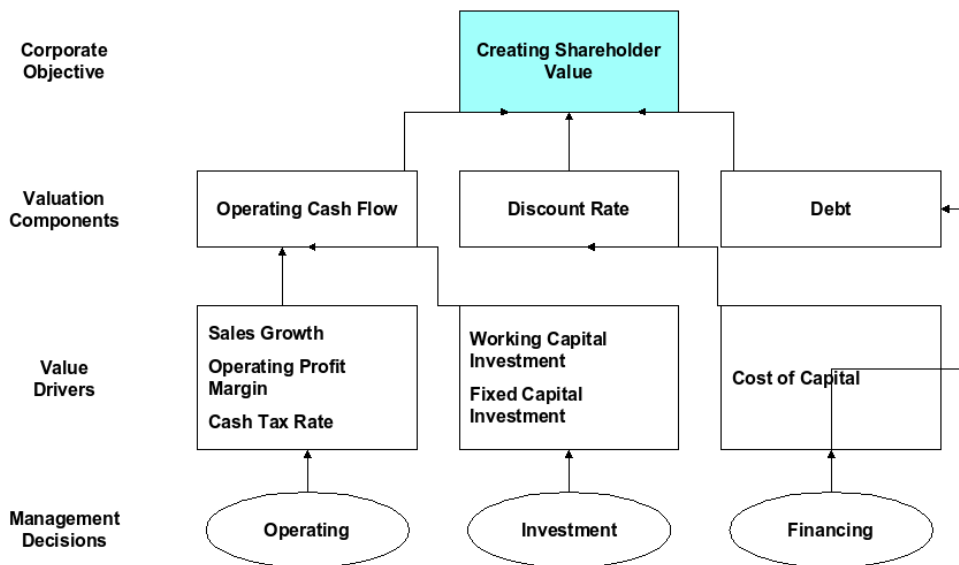 Corporate
Objective
Creating Shareholder
Value
Valuation
Components
Operating Cash Flow
Discount Rate
Debt
Value
Drivers
Sales Growth
Operating Profit
Margin
Cash Tax Rate
Working Capital
Investment
Fixed Capital
Investment
Cost of Capital
Management
Decisions
Operating
Investment
Financing